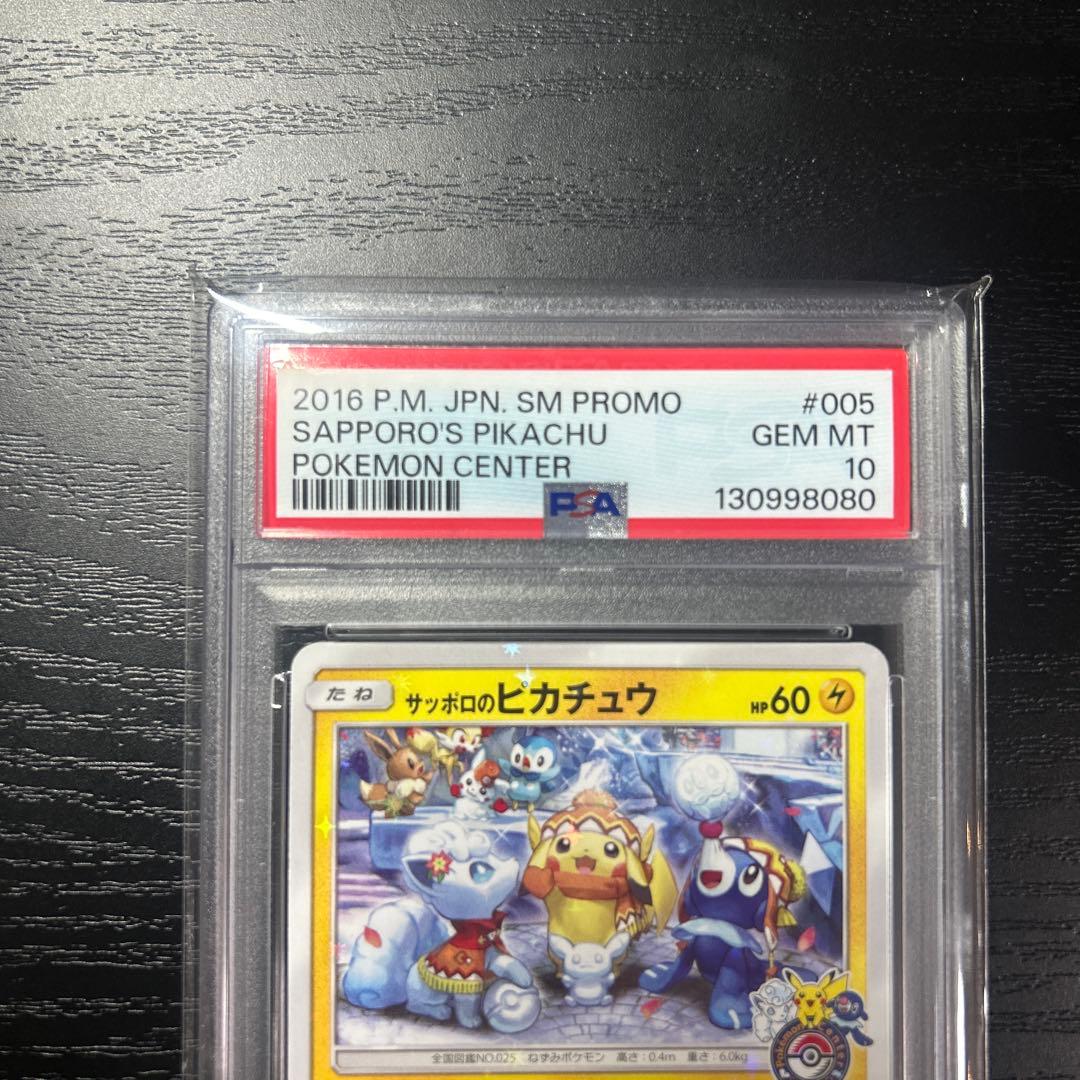 2016 P.M. JPN. SM PROMO #005
SAPPORO'S PIKACHU GEM MT
POKEMON CENTER 10
PSA 130998080
たね サッポロのピカチュウ HP60
全国図鑑NO.025 ねずみポケモン 高さ:0.4m 重さ:6.0kg
Pokémon Center